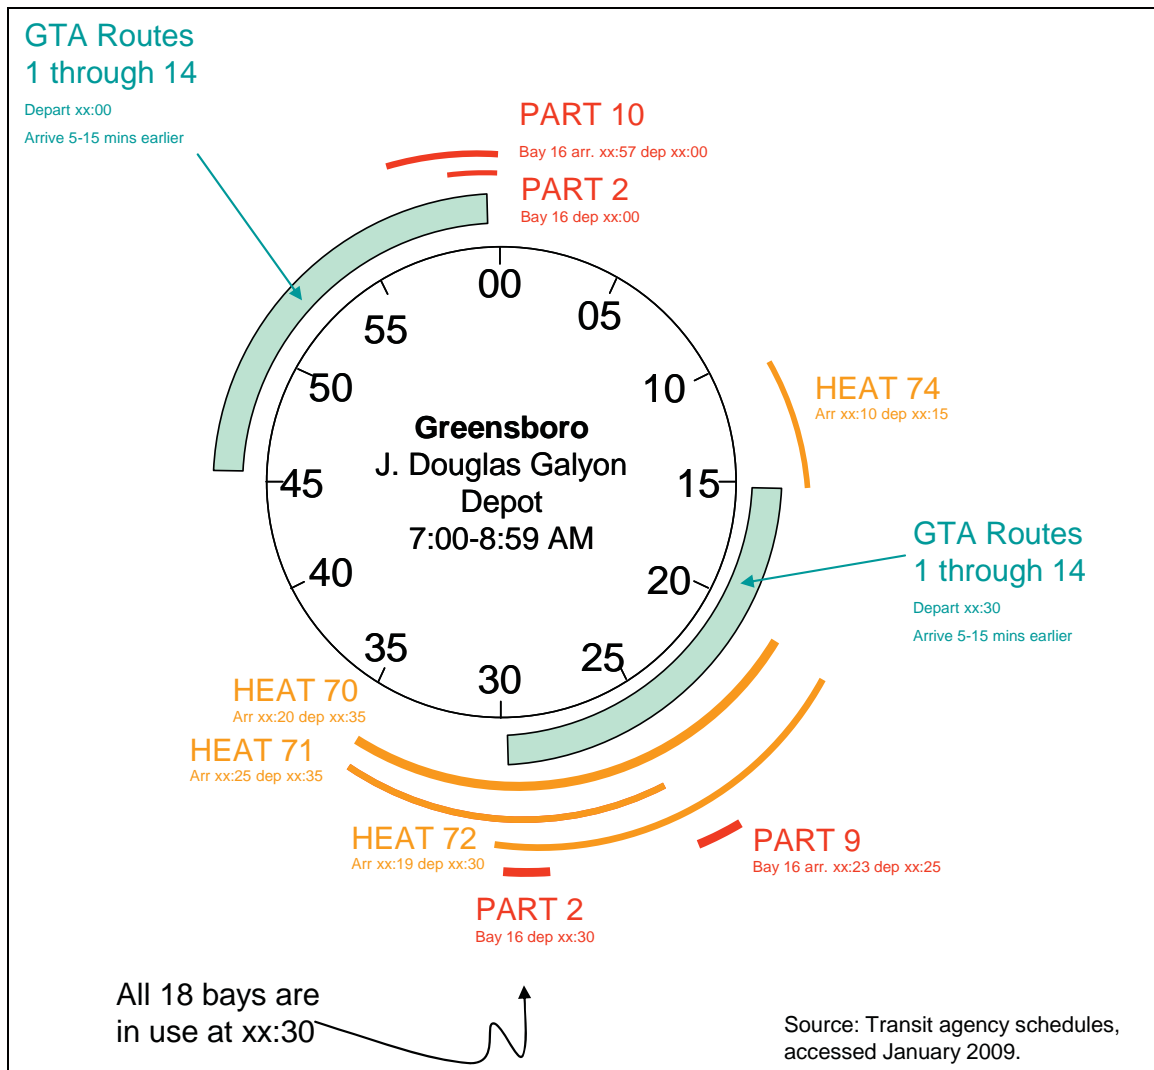 GTA Routes
1 through 14
Depart xx:00
Arrive 5-15 mins earlier
PART 10
Bay 16 arr. xx:57 dep xx:00
PART 2
Bay 16 dep xx:00
00
05
10
15
20
25
30
35
40
45
50
55
Greensboro
J. Douglas Galyon
Depot
7:00-8:59 AM
HEAT 74
Arr xx:10 dep xx:15
GTA Routes
1 through 14
Depart xx:30
Arrive 5-15 mins earlier
HEAT 70
Arr xx:20 dep xx:35
HEAT 71
Arr xx:25 dep xx:35
HEAT 72
Arr xx:19 dep xx:30
PART 9
Bay 16 arr. xx:23 dep xx:25
PART 2
Bay 16 dep xx:30
All 18 bays are
in use at xx:30
Source: Transit agency schedules,
accessed January 2009.